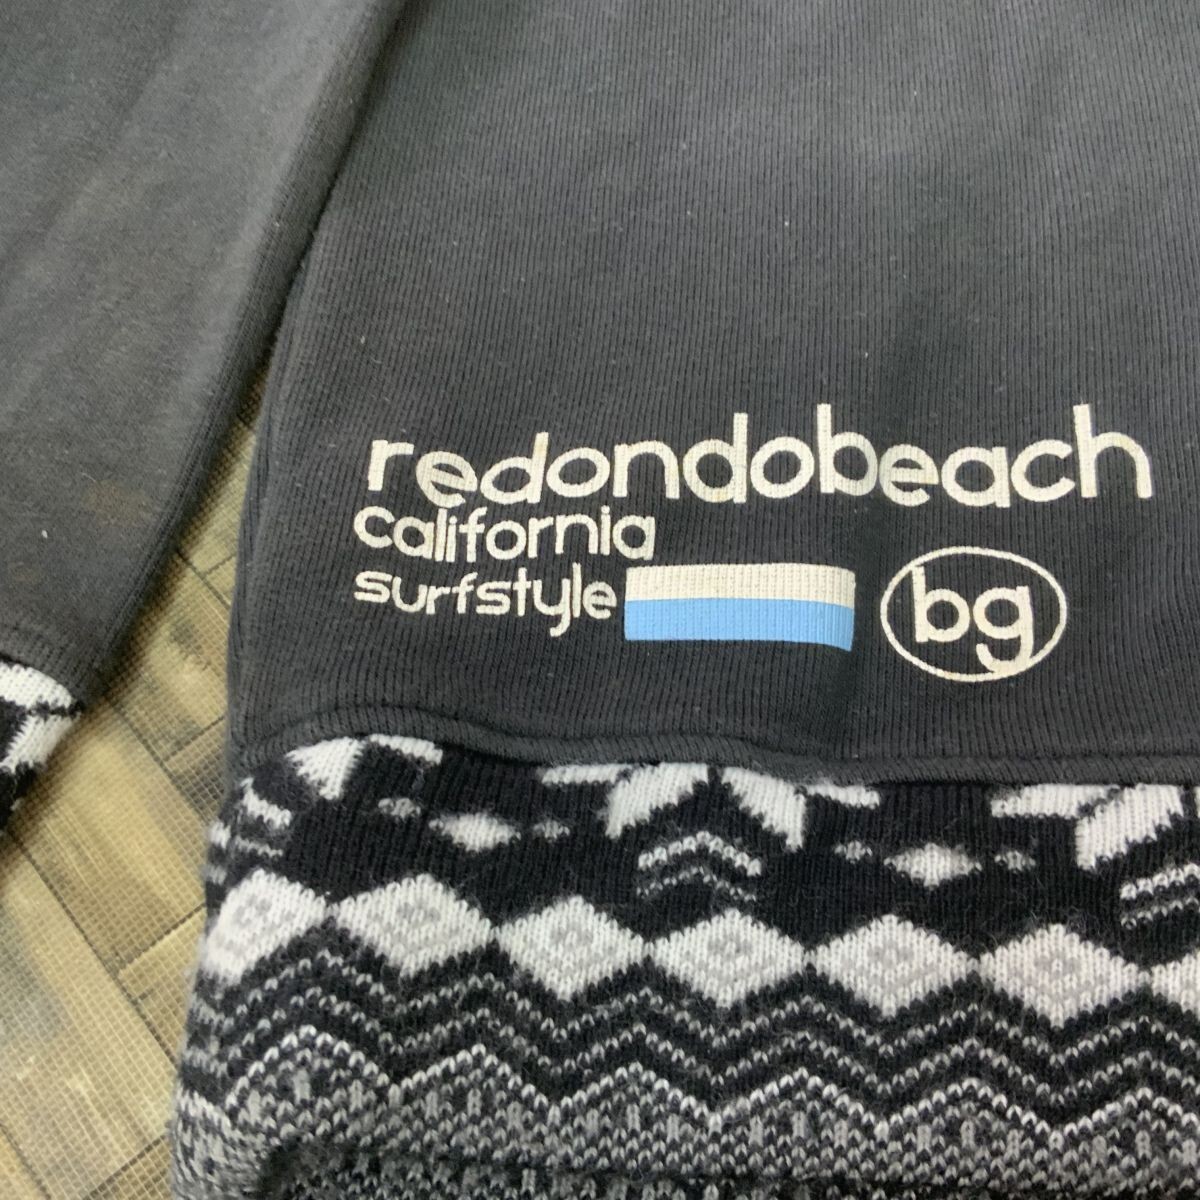 redondobeach
california
surfstyle
bg